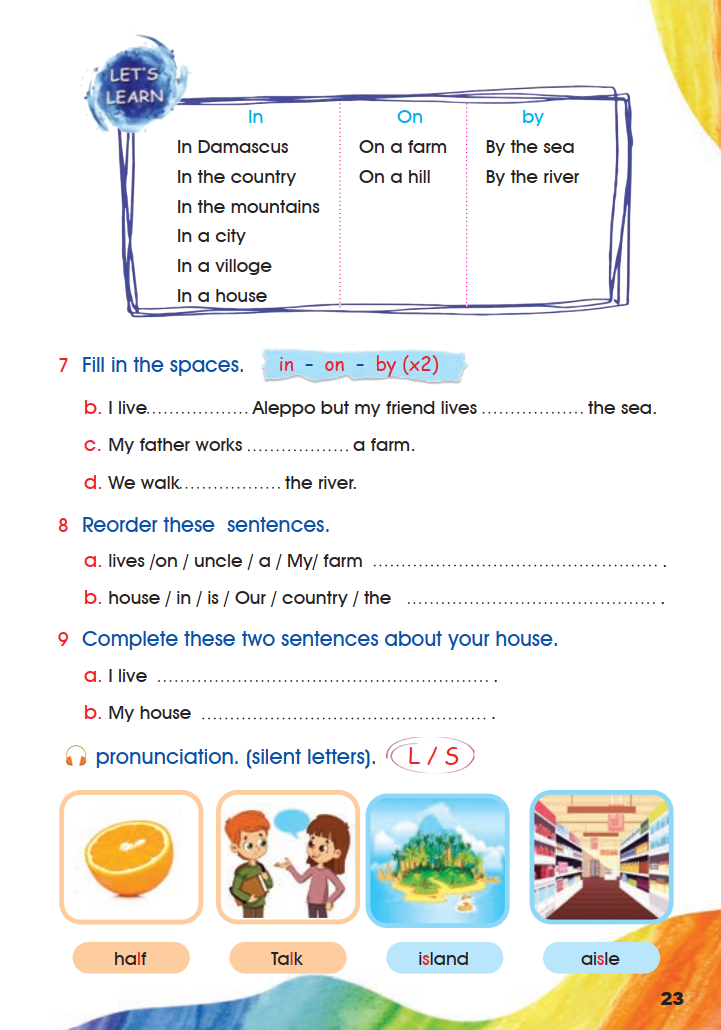 LET'S
LEARN
In On by
In Damascus On a farm By the sea
In the country On a hill By the river
In the mountains
In a city
In a villoge
In a house
7 Fill in the spaces. in - on - by (x2)
b. I live.................. Aleppo but my friend lives .................. the sea.
c. My father works .................. a farm.
d. We walk.................. the river.
8 Reorder these sentences.
a. lives /on / uncle / a / My/ farm .................................................. .
b. house / in / is / Our / country / the ............................................ .
9 Complete these two sentences about your house.
a. I live .......................................................... .
b. My house .................................................. .
pronunciation. (silent letters). L / S
half Talk island aisle
23